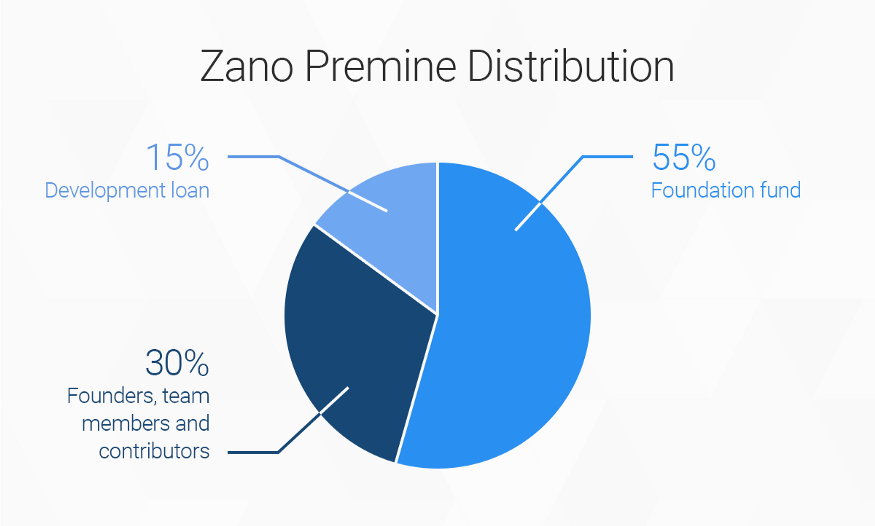 Zano Premine Distribution
15%
Development loan
55%
Foundation fund
30%
Founders, team
members and
contributors